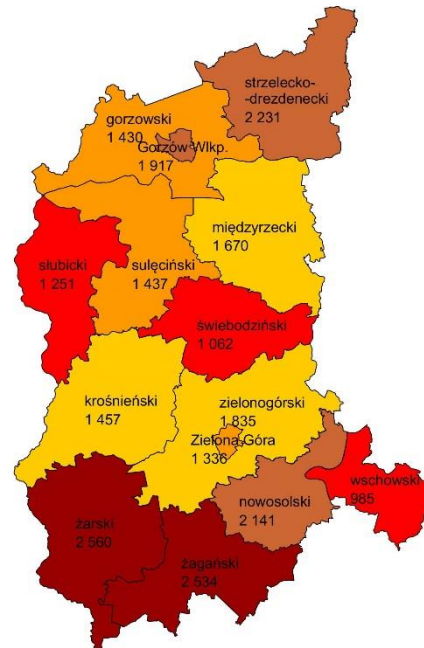 strzelecko-
-drezdenecki
2 231
gorzowski
1 430
Gorzów Wlkp.
1 917
międzyrzecki
1 670
słubicki
1 251
sulęciński
1 437
świebodziński
1 062
krośnieński
1 457
zielonogórski
1 835
Zielona Góra
1 336
wschowski
985
nowosolski
2 141
żarski
2 560
żagański
2 534